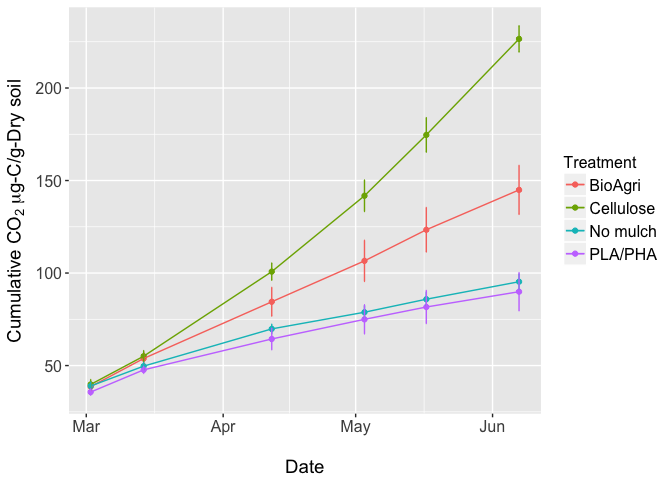 Cumulative CO₂ μg-C/g-Dry soil
200
150
100
50
Mar Apr May Jun
Date
Treatment
BioAgri
Cellulose
No mulch
PLA/PHA